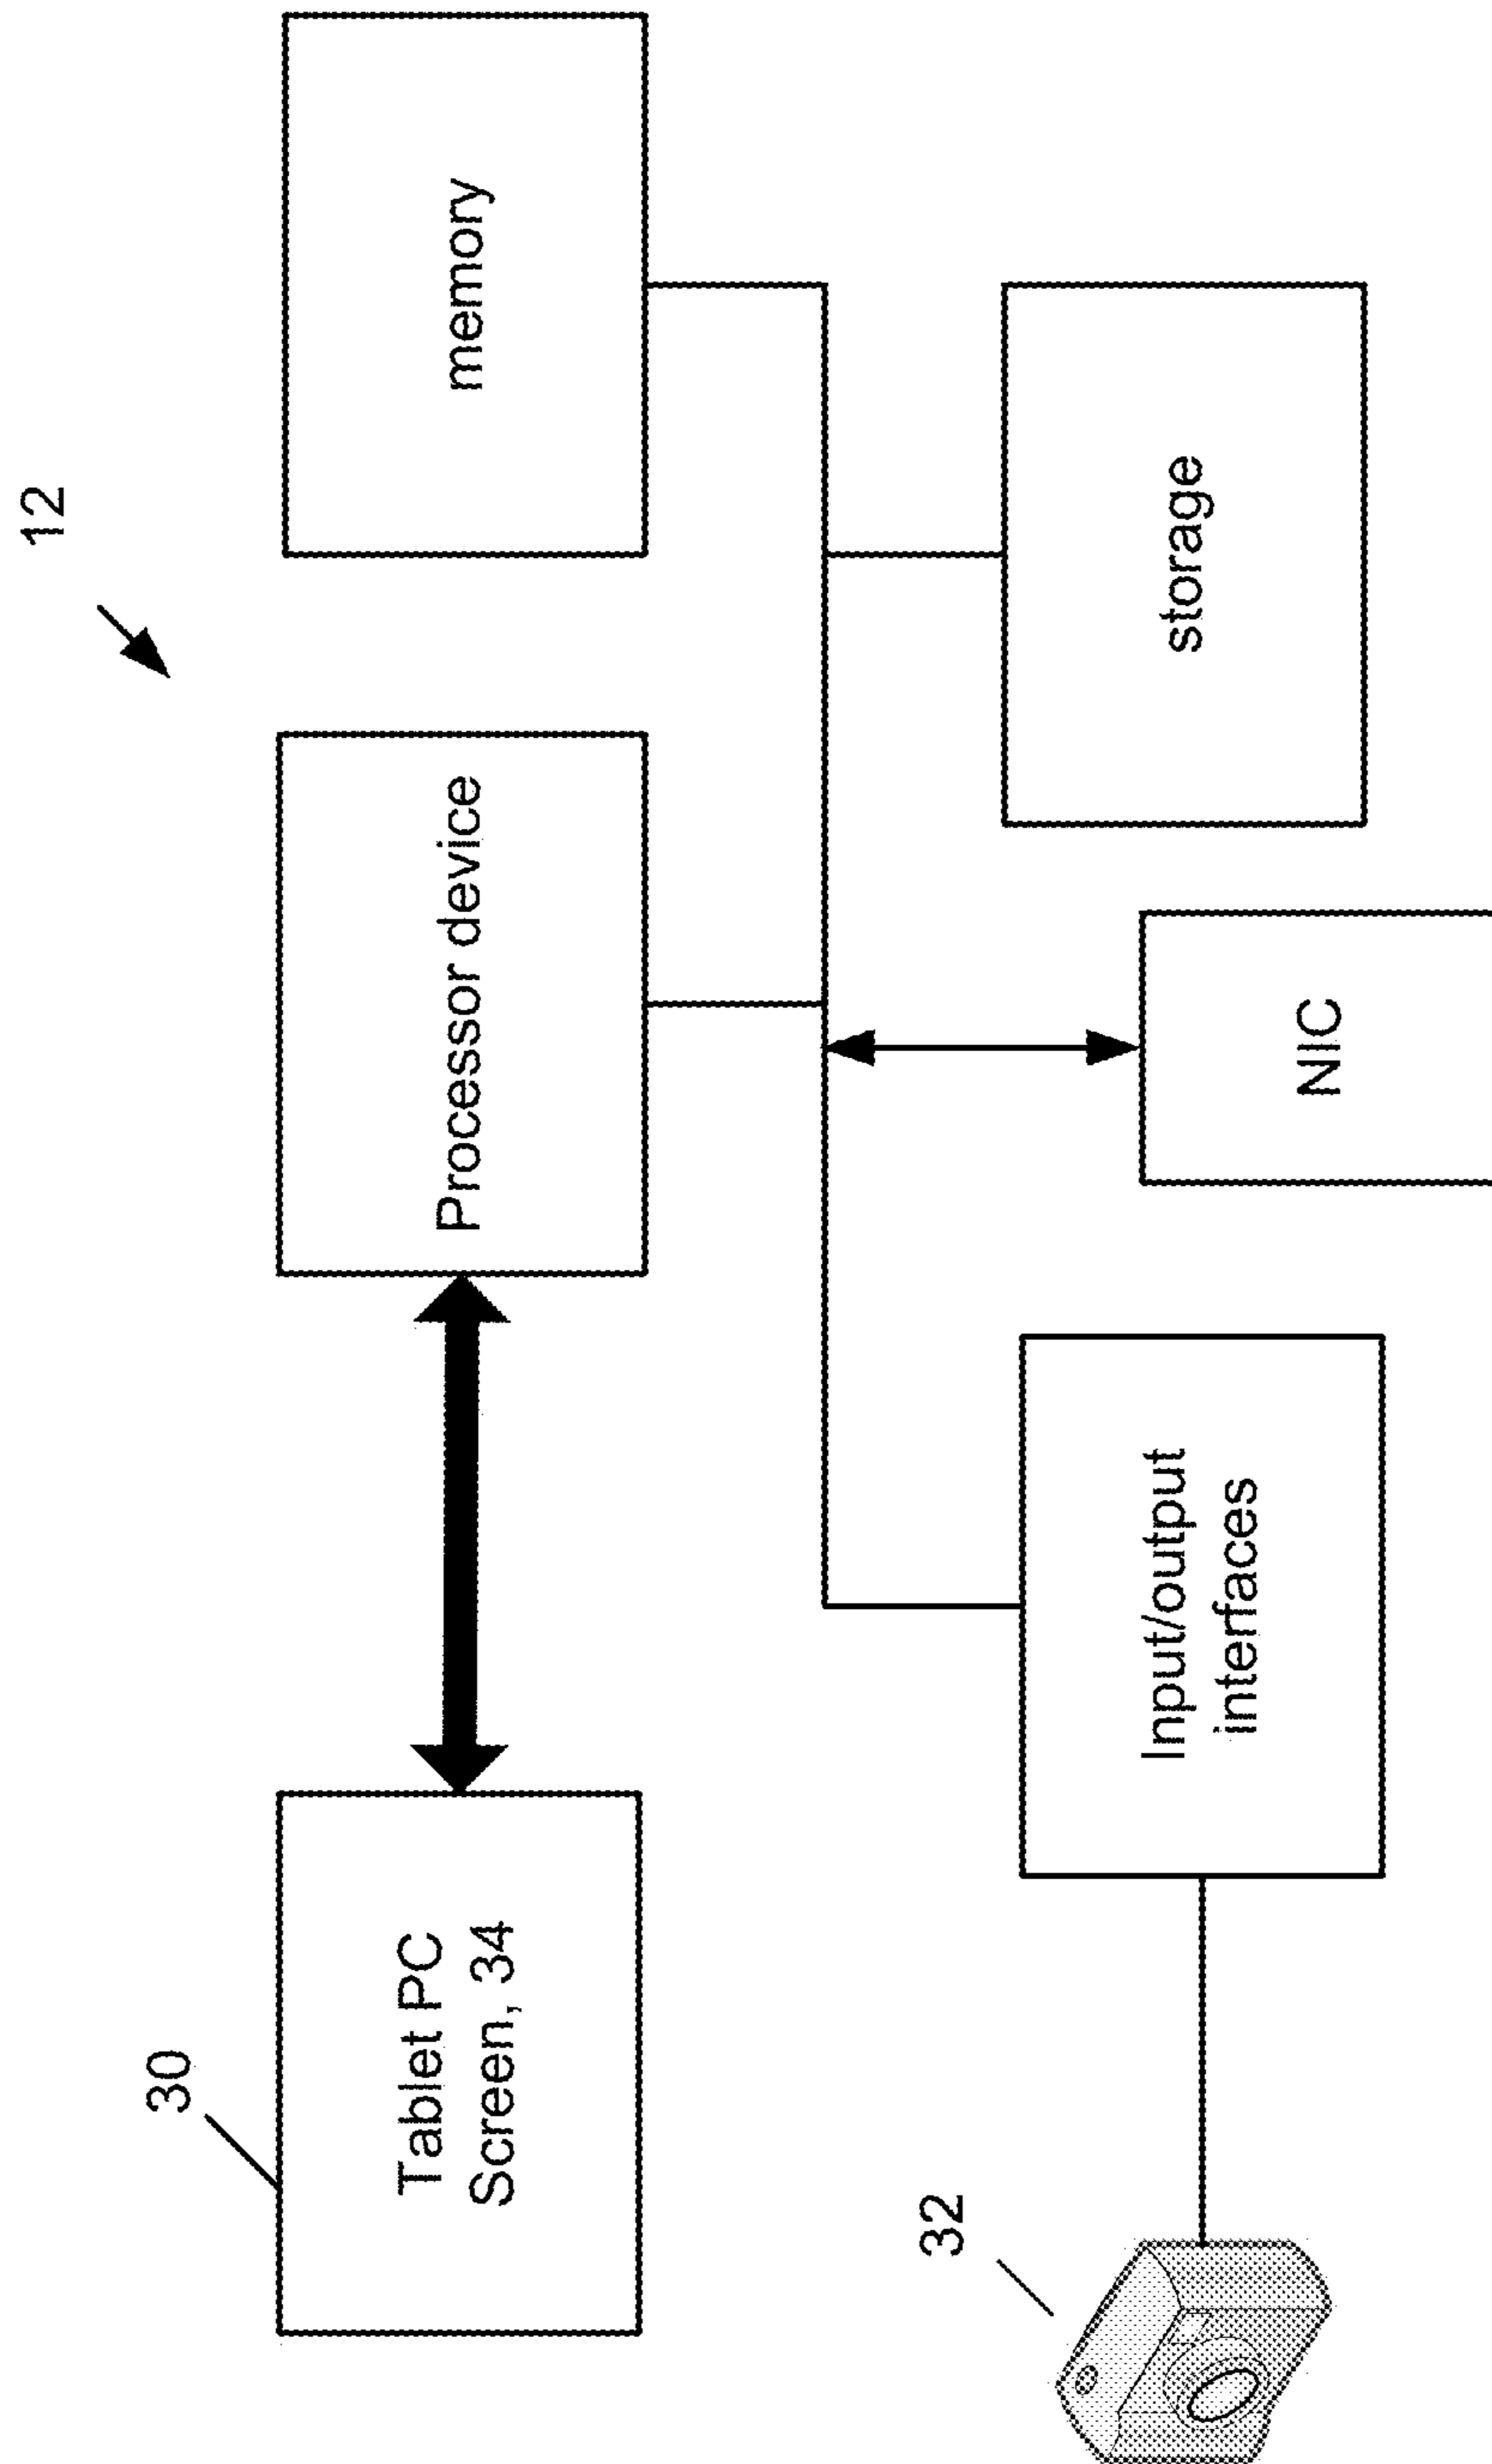 12
30
Tablet PC
Screen, 34
Processor device
memory
32
Input/output
interfaces
NIC
storage